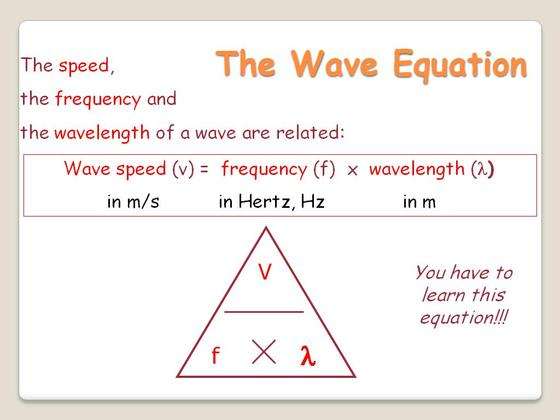 The Wave Equation
The speed,
the frequency and
the wavelength of a wave are related:
Wave speed (v) = frequency (f) x wavelength (λ)
in m/s in Hertz, Hz in m
V
f × λ
You have to
learn this
equation!!!